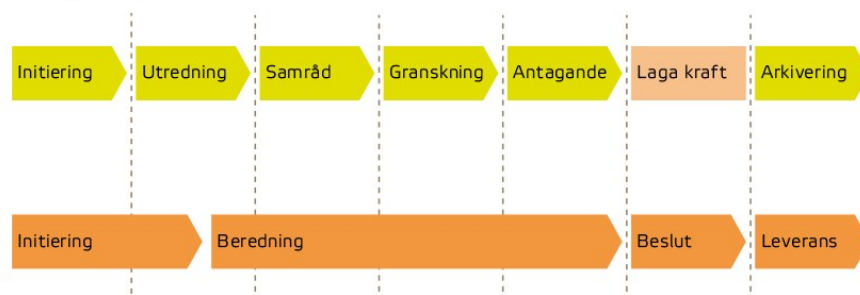 Initiering
Utredning
Samråd
Granskning
Antagande
Laga kraft
Arkivering
Initiering
Beredning
Beslut
Leverans